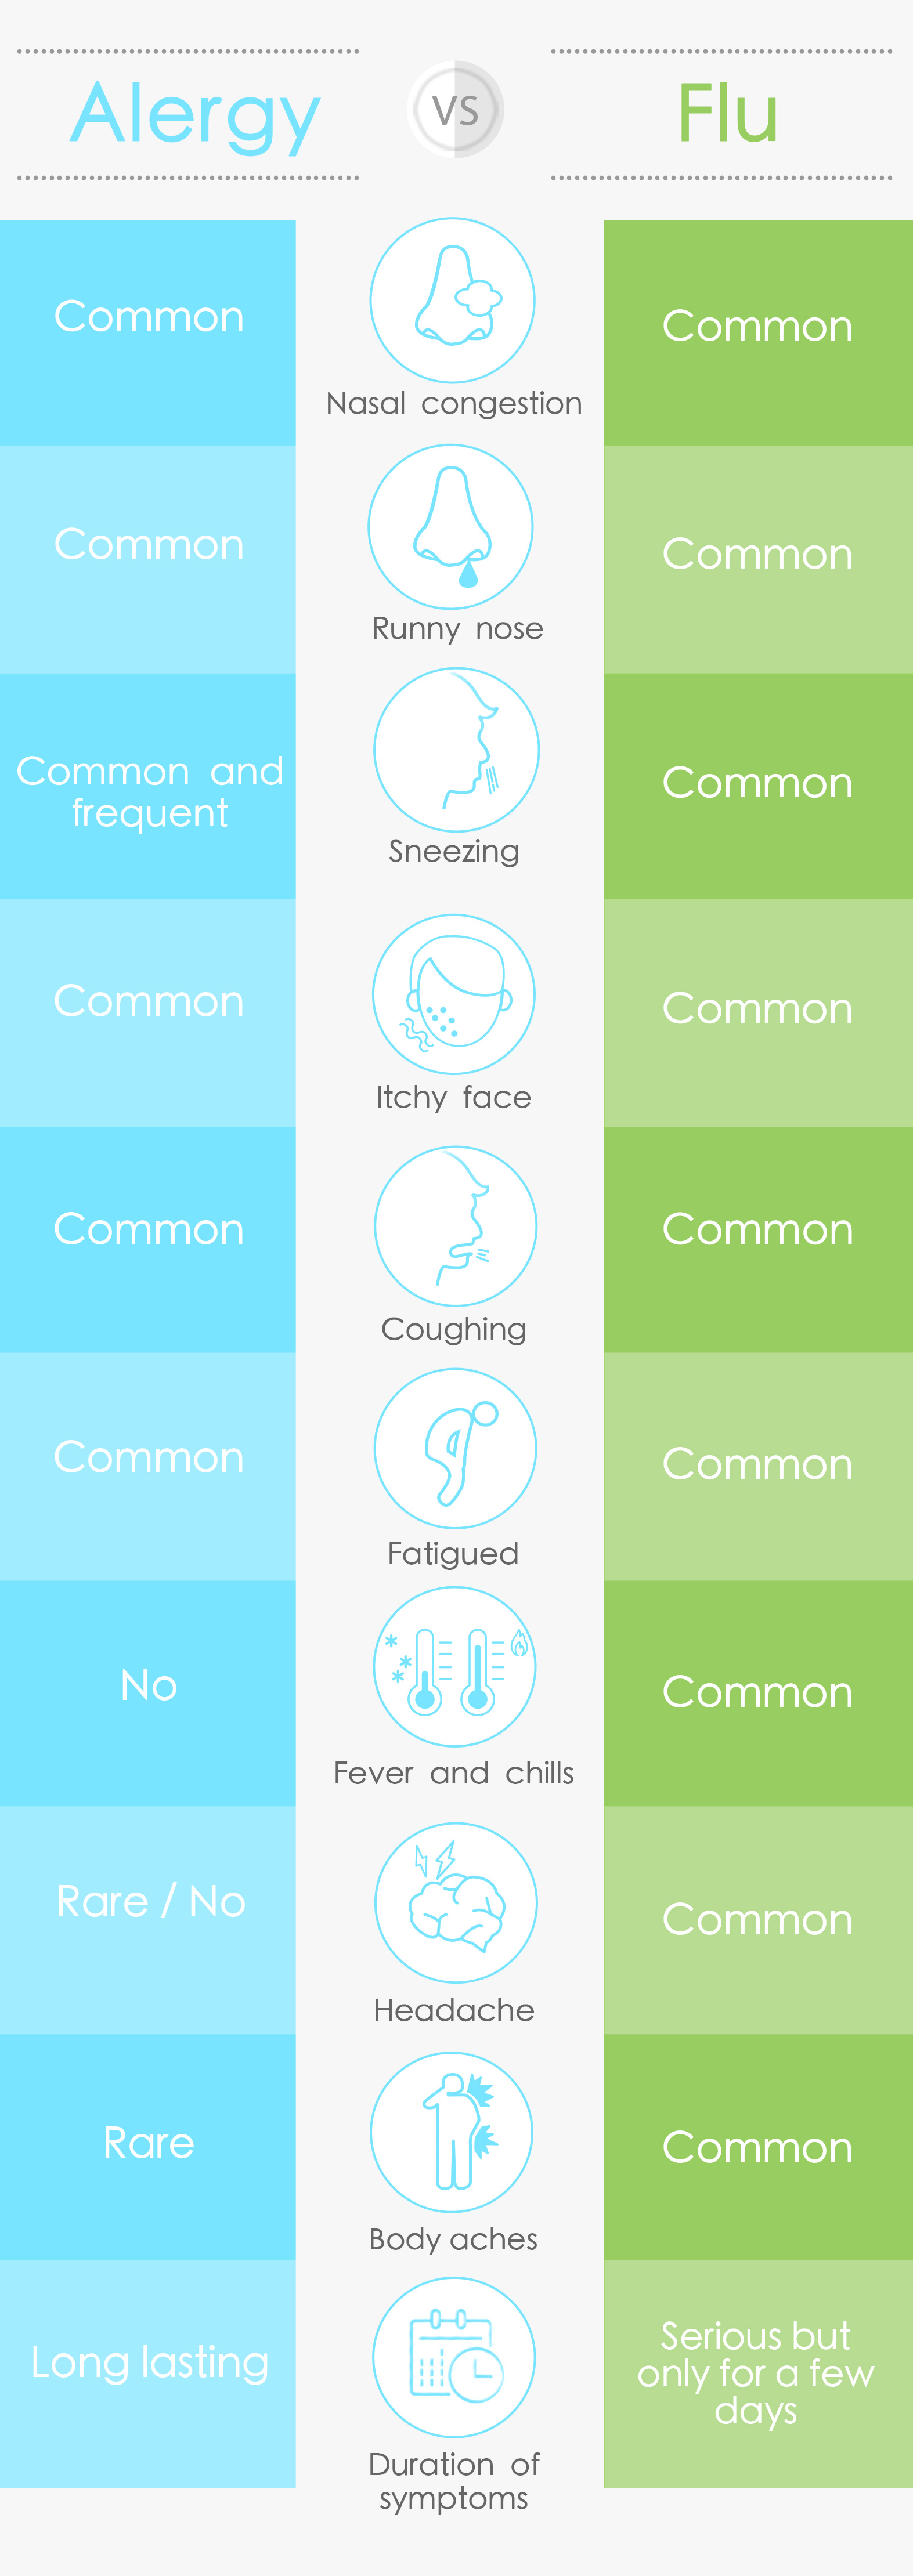 Alergy
VS
Flu
Common
Nasal congestion
Common
Common
Runny nose
Common
Common and
frequent
Sneezing
Common
Common
Itchy face
Common
Common
Coughing
Common
Common
Fatigued
Common
No
Fever and chills
Common
Rare / No
Headache
Common
Rare
Body aches
Common
Long lasting
Duration of
symptoms
Serious but
only for a few
days